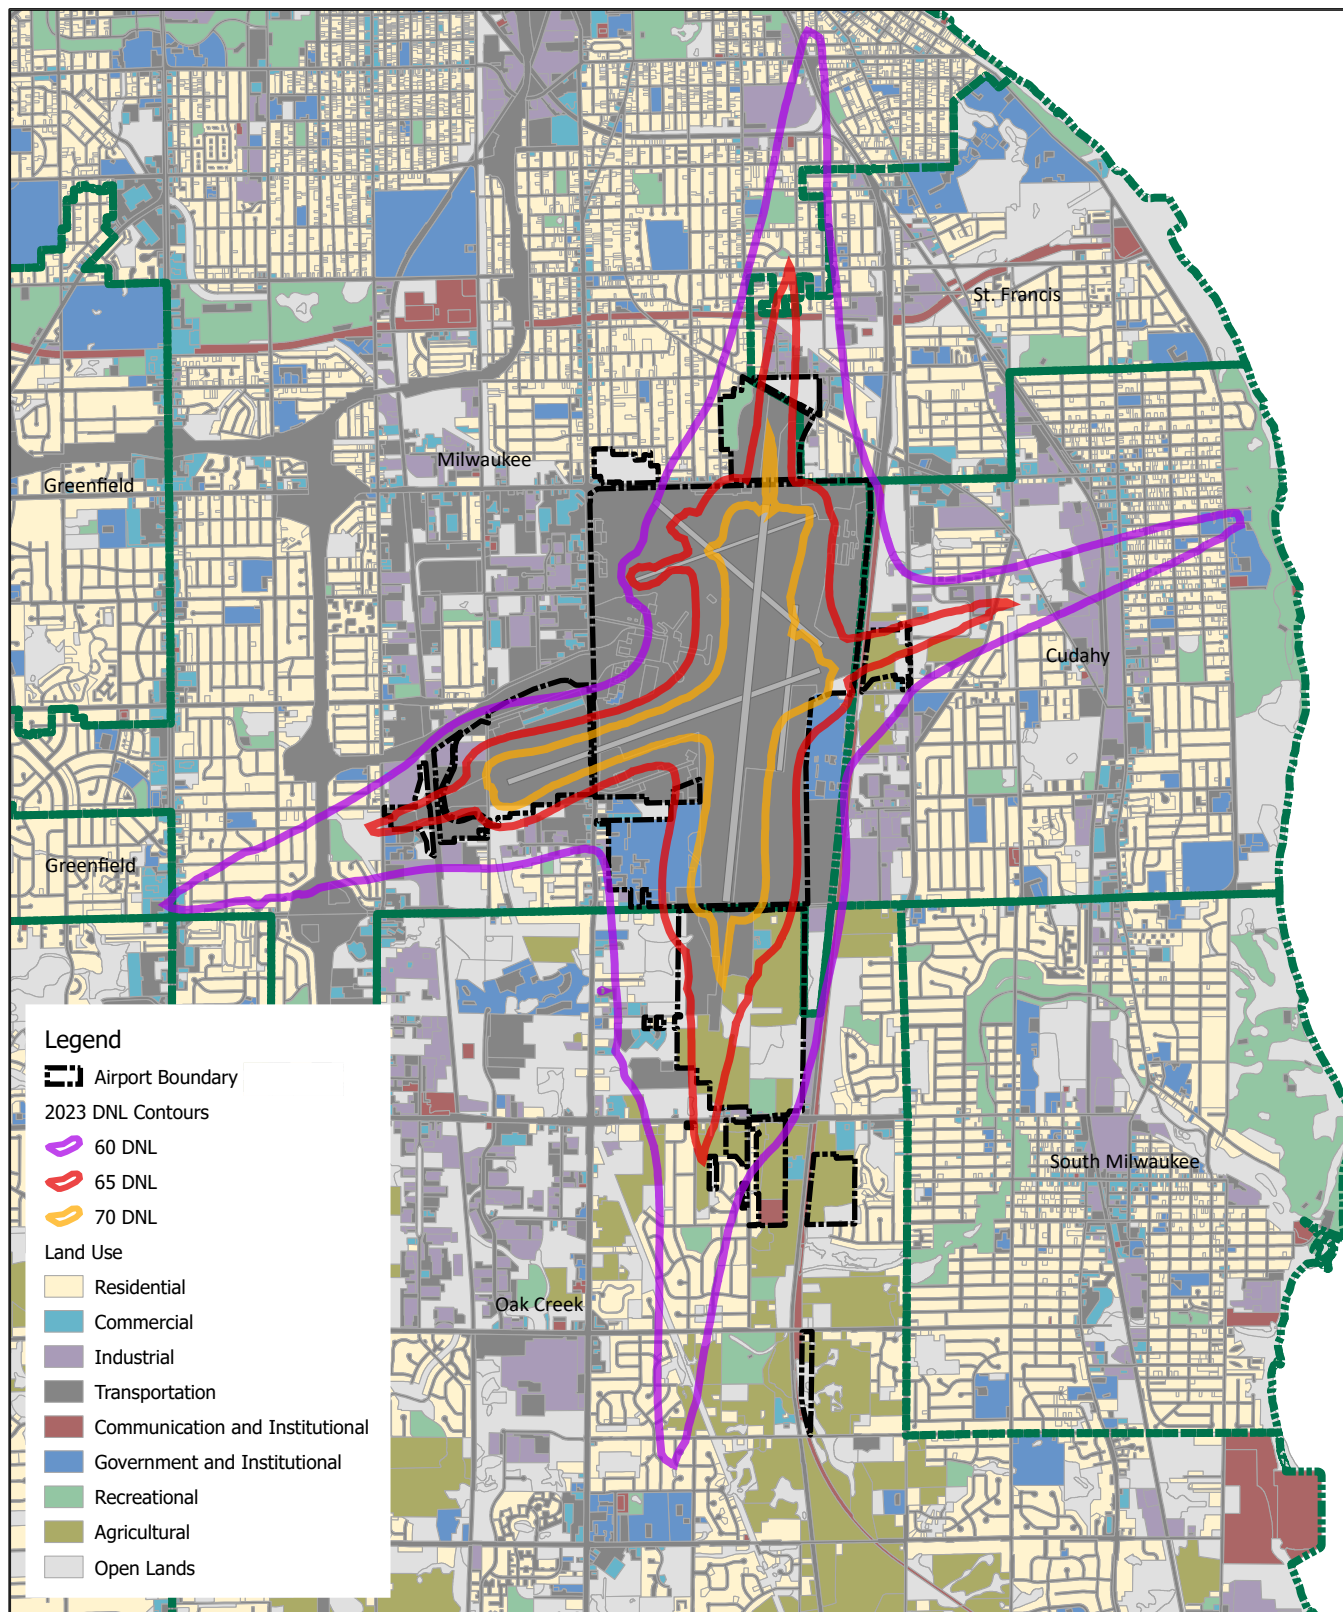 St. Francis
Milwaukee
Greenfield
Cudahy
Greenfield
Legend
Airport Boundary
2023 DNL Contours
60 DNL
65 DNL
70 DNL
Land Use
Residential
Commercial
Industrial
Transportation
Communication and Institutional
Government and Institutional
Recreational
Agricultural
Open Lands
South Milwaukee
Oak Creek